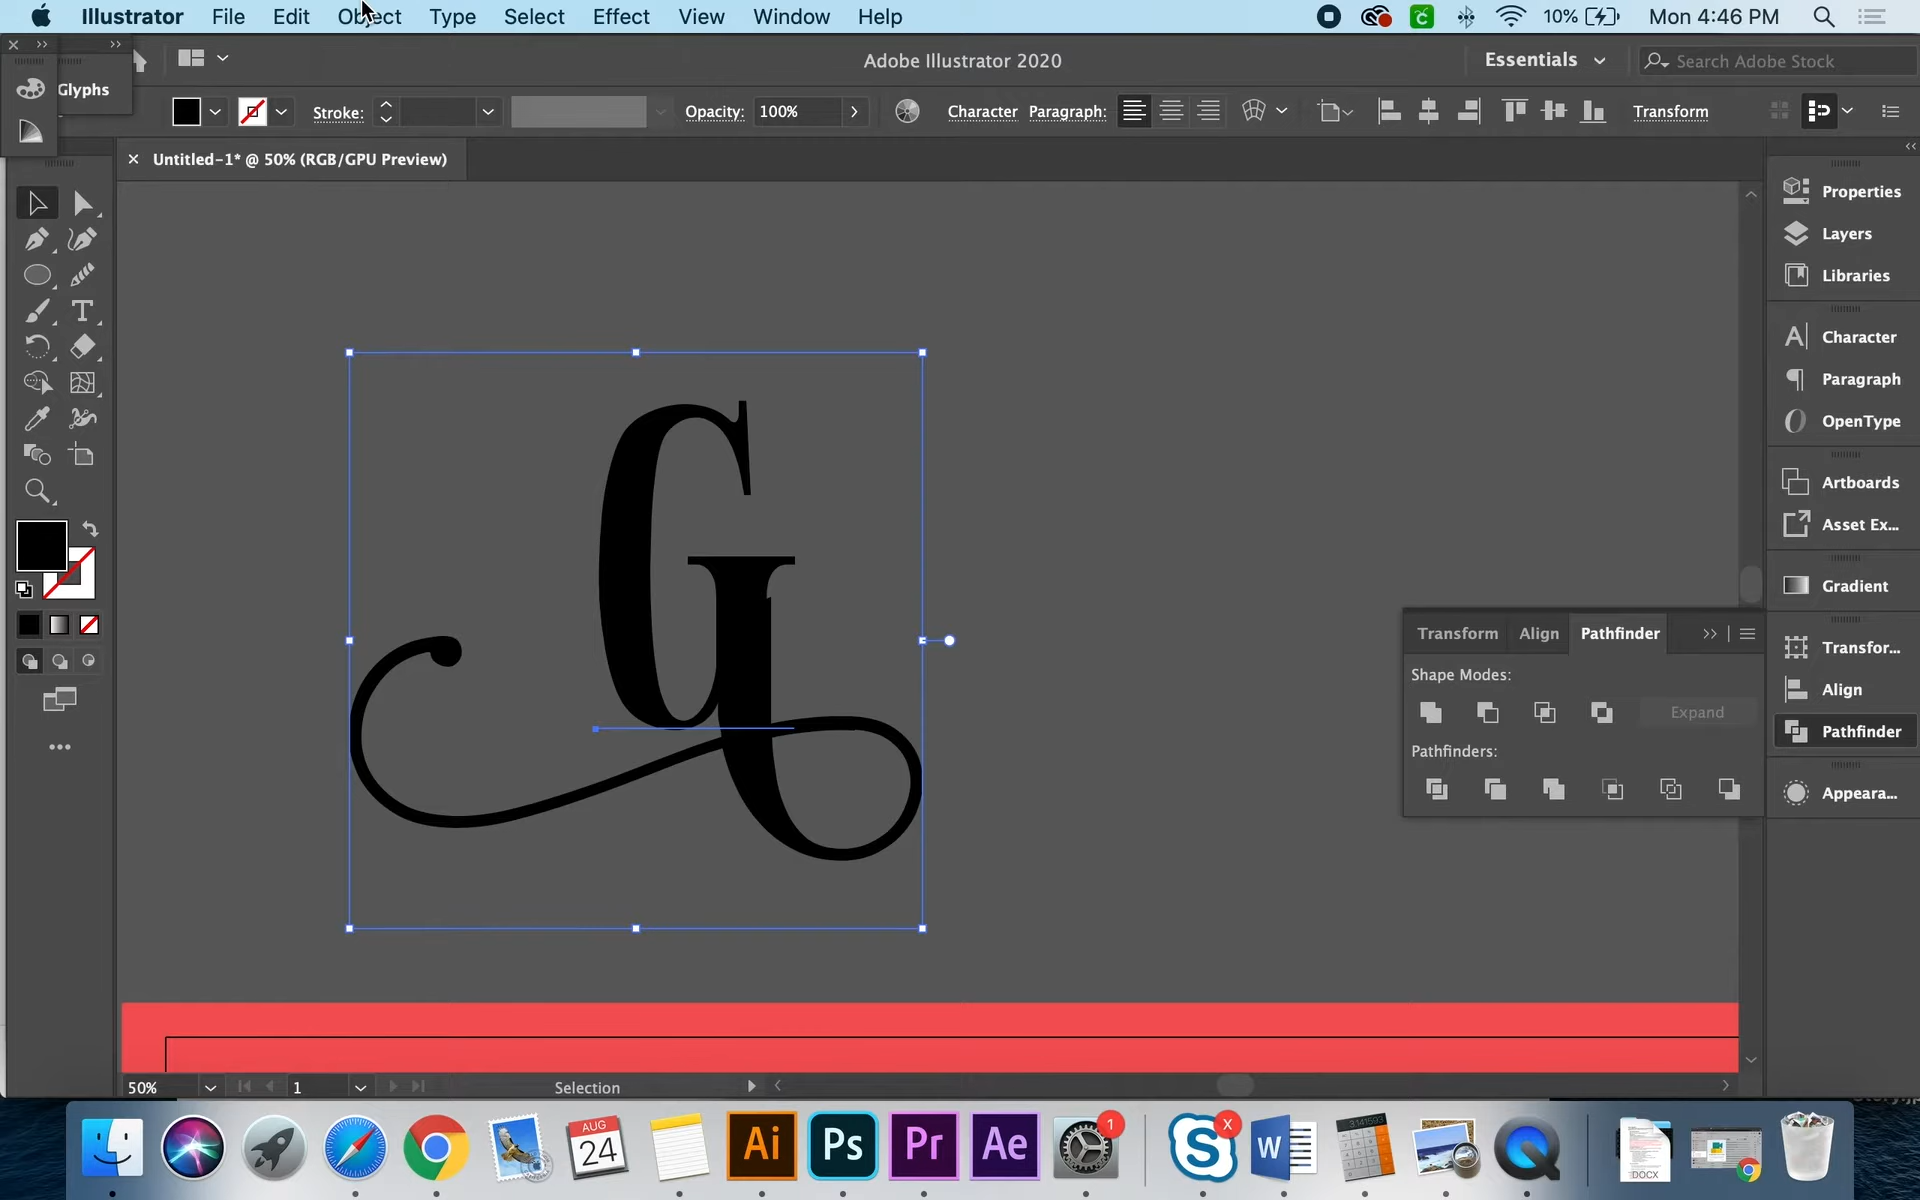 Illustrator File Edit Object Type Select Effect View Window Help 10% Mon 4:46 PM
Adobe Illustrator 2020 Essentials Search Adobe Stock
Glyphs
Stroke: Opacity: 100% Character Paragraph: Transform
× Untitled-1* @ 50% (RGB/GPU Preview)
Properties
Layers
Libraries
Character
Paragraph
OpenType
Artboards
Asset Ex...
Gradient
Transfor...
Align
Pathfinder
Appeara...
G
Transform Align Pathfinder
Shape Modes:
Expand
Pathfinders:
50% 1 Selection
AUG
24
Ai Ps Pr Ae 1 S X W
DOCX